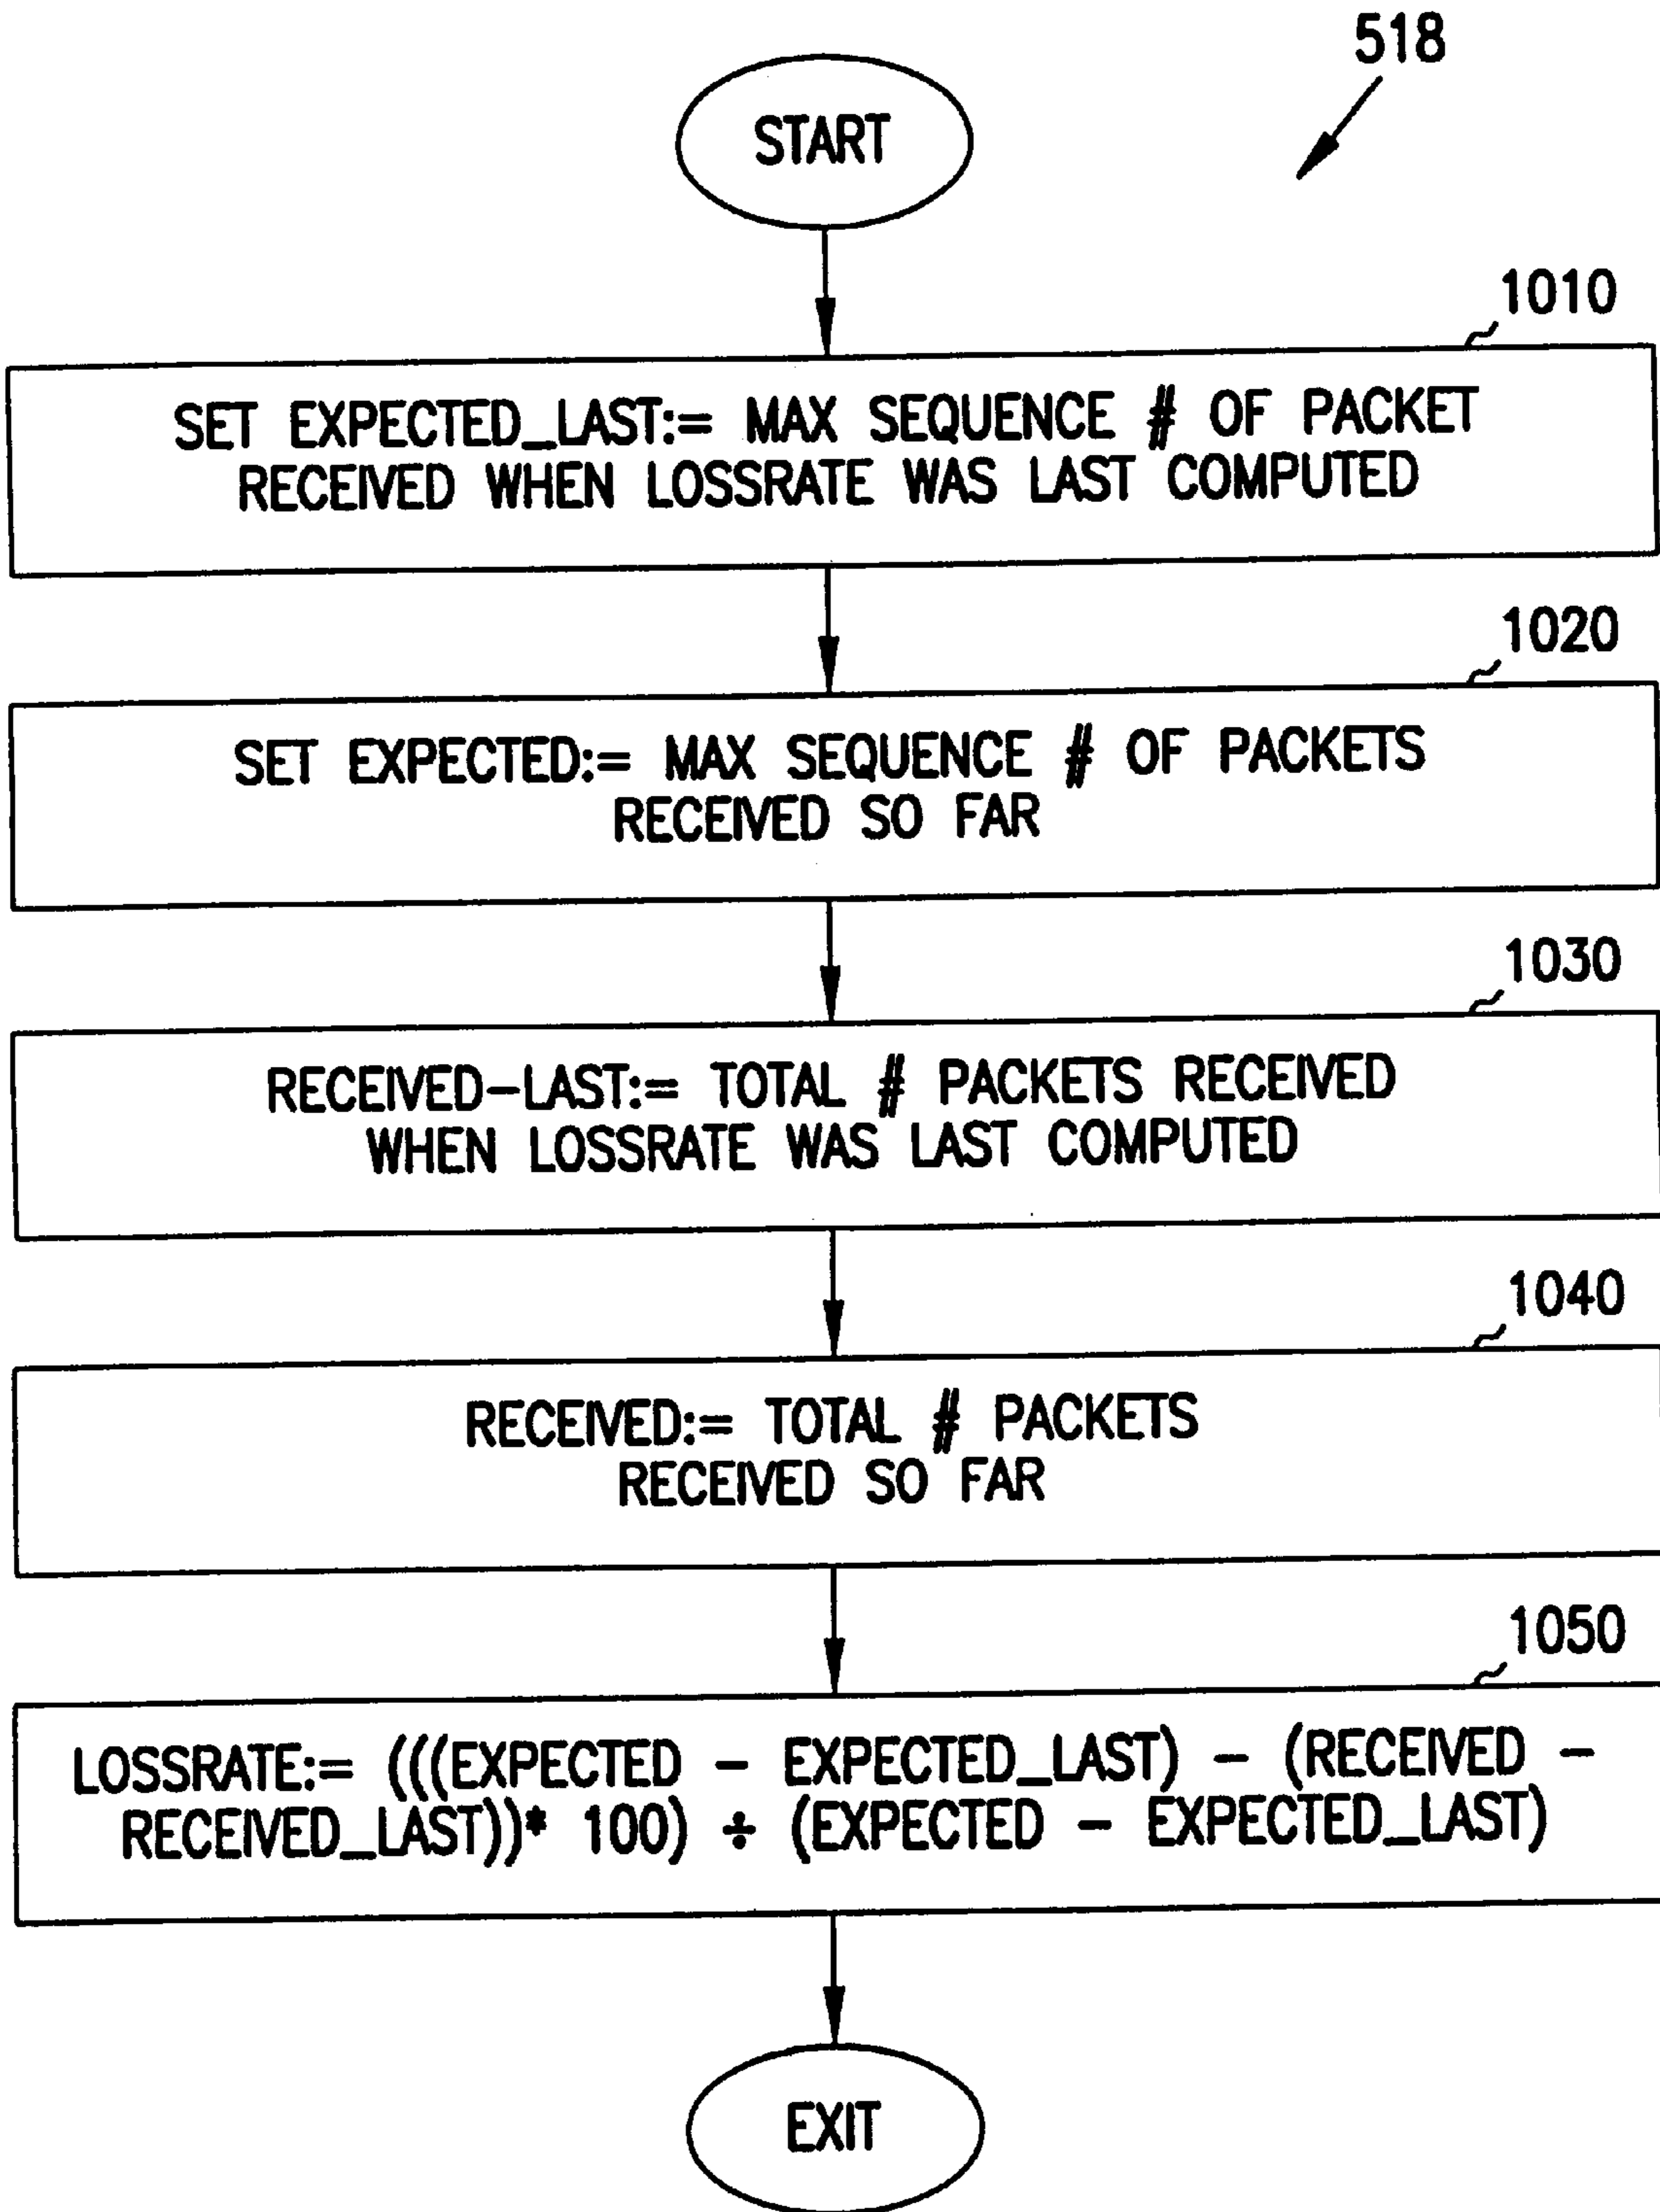 518
START
1010
SET EXPECTED_LAST:= MAX SEQUENCE # OF PACKET
RECEIVED WHEN LOSSRATE WAS LAST COMPUTED
1020
SET EXPECTED:= MAX SEQUENCE # OF PACKETS
RECEIVED SO FAR
1030
RECEIVED-LAST:= TOTAL # PACKETS RECEIVED
WHEN LOSSRATE WAS LAST COMPUTED
1040
RECEIVED:= TOTAL # PACKETS
RECEIVED SO FAR
1050
LOSSRATE:= (((EXPECTED - EXPECTED_LAST) - (RECEIVED -
RECEIVED_LAST))* 100) ÷ (EXPECTED - EXPECTED_LAST)
EXIT